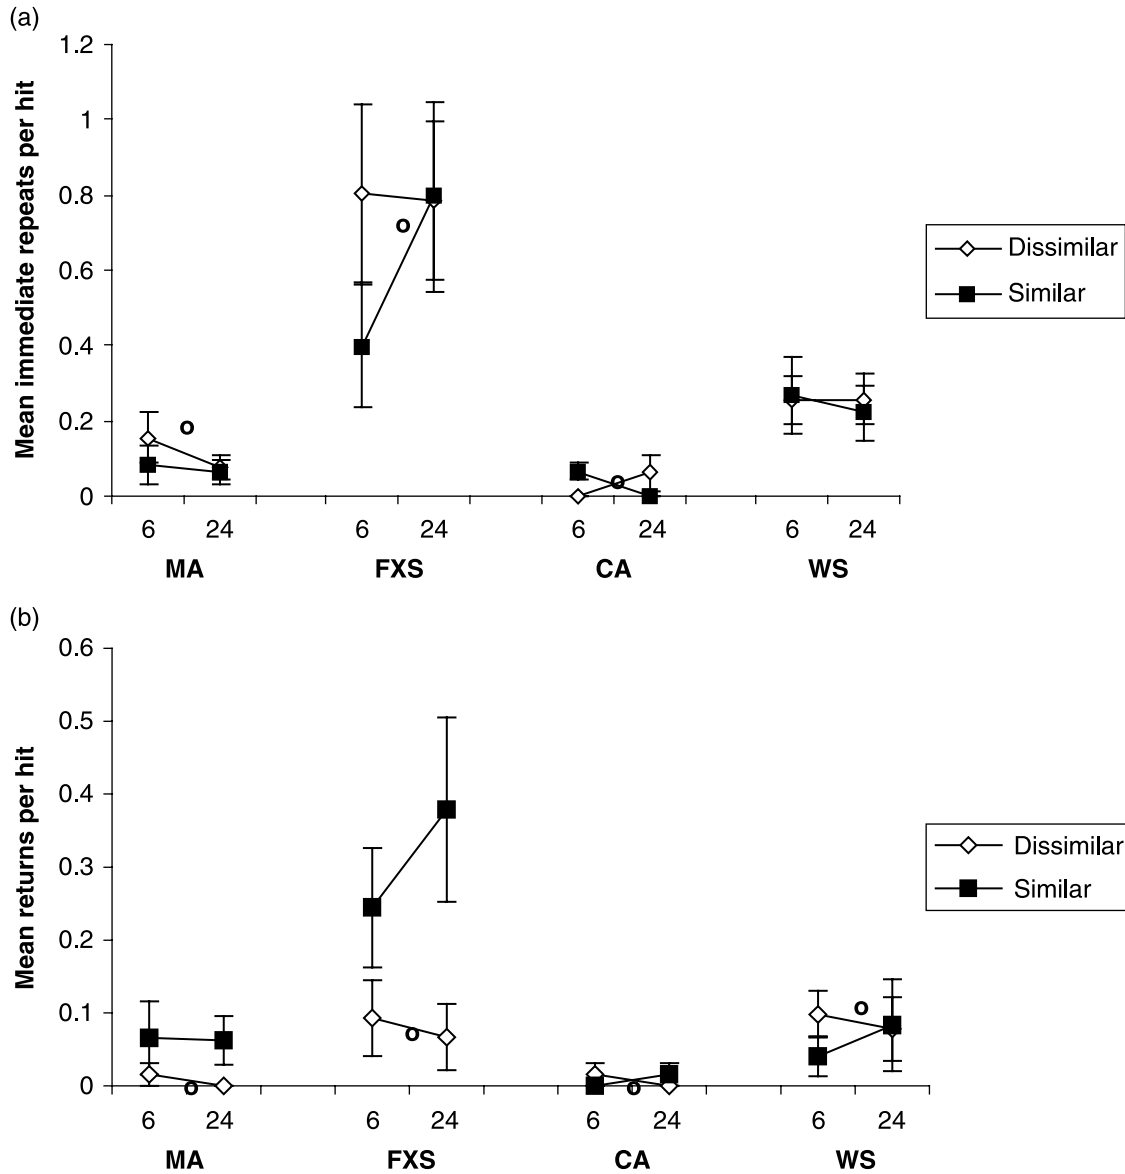 (a)
Mean immediate repeats per hit
1.2
1
0.8
0.6
0.4
0.2
0
o
o
o
6 24 6 24 6 24 6 24
MA FXS CA WS
Dissimilar
Similar
(b)
Mean returns per hit
0.6
0.5
0.4
0.3
0.2
0.1
0
o
o
o
o
6 24 6 24 6 24 6 24
MA FXS CA WS
Dissimilar
Similar